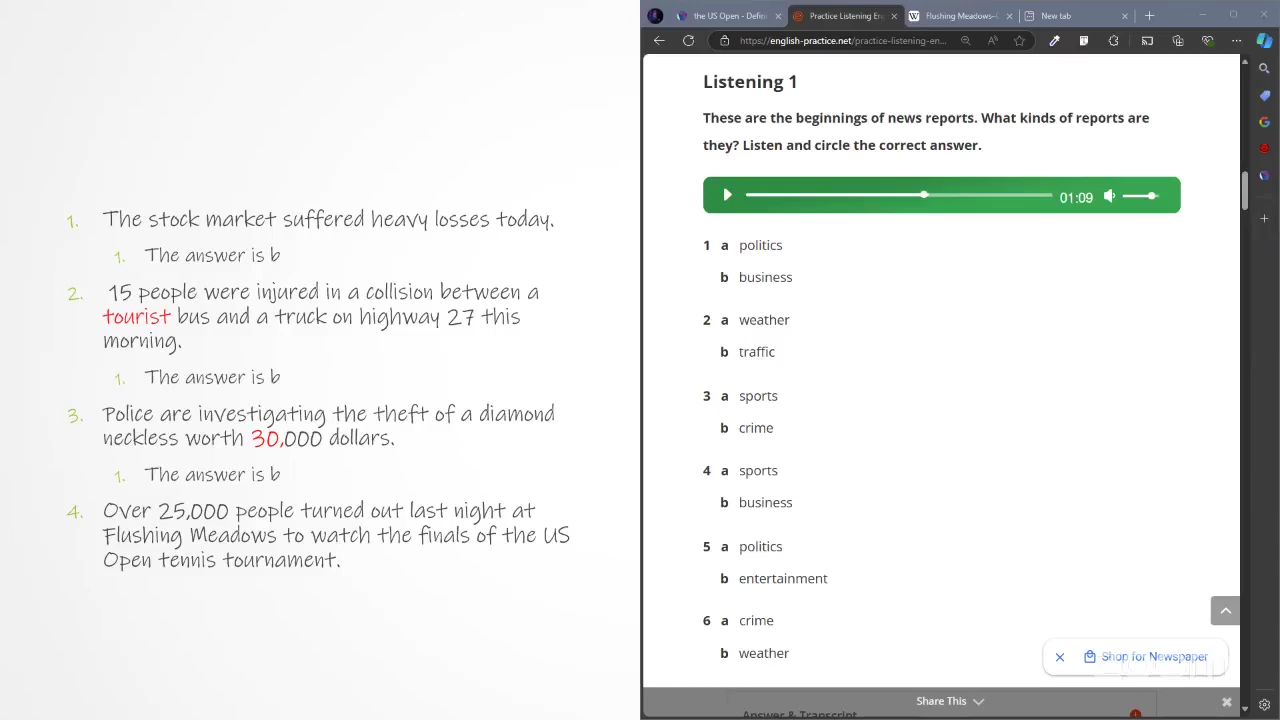 1. The stock market suffered heavy losses today.
1. The answer is b
2. 15 people were injured in a collision between a
tourist bus and a truck on highway 27 this
morning.
1. The answer is b
3. Police are investigating the theft of a diamond
neckless worth 30,000 dollars.
1. The answer is b
4. Over 25,000 people turned out last night at
Flushing Meadows to watch the finals of the US
Open tennis tournament.
the US Open - Defini
Practice Listening En
Flushing Meadows–C
New tab
https://english-practice.net/practice-listening-en...
Listening 1
These are the beginnings of news reports. What kinds of reports are
they? Listen and circle the correct answer.
01:09
1 a politics
b business
2 a weather
b traffic
3 a sports
b crime
4 a sports
b business
5 a politics
b entertainment
6 a crime
b weather
Shop for Newspaper
Share This
Answer & Transcript